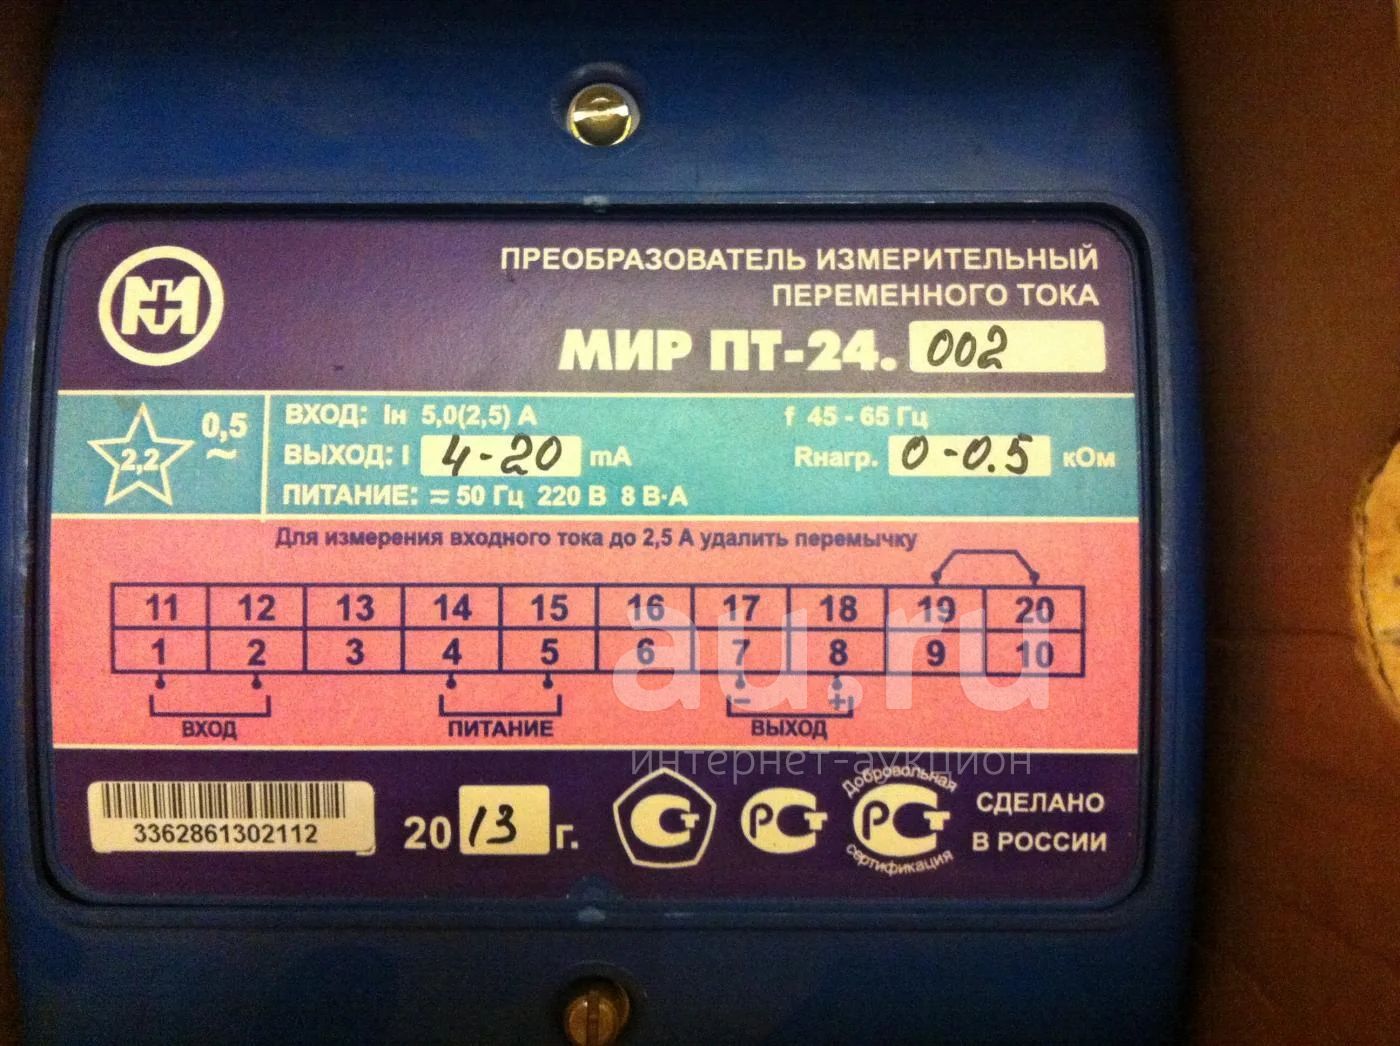 ПРЕОБРАЗОВАТЕЛЬ ИЗМЕРИТЕЛЬНЫЙ
ПЕРЕМЕННОГО ТОКА
МИР ПТ-24. 002
2,2 0,5 ~
ВХОД: Iн 5,0(2,5) А f 45 - 65 Гц
ВЫХОД: I 4-20 mA Rнагр. 0-0.5 кОм
ПИТАНИЕ: ≂ 50 Гц 220 В 8 В·А
Для измерения входного тока до 2,5 А удалить перемычку
11 12 13 14 15 16 17 18 19 20
1 2 3 4 5 6 7 8 9 10
− +
ВХОД ПИТАНИЕ ВЫХОД
au.ru
интернет-аукцион
3362861302112
2013 г.
РСТ
Добровольная
РСТ
сертификация
СДЕЛАНО
В РОССИИ